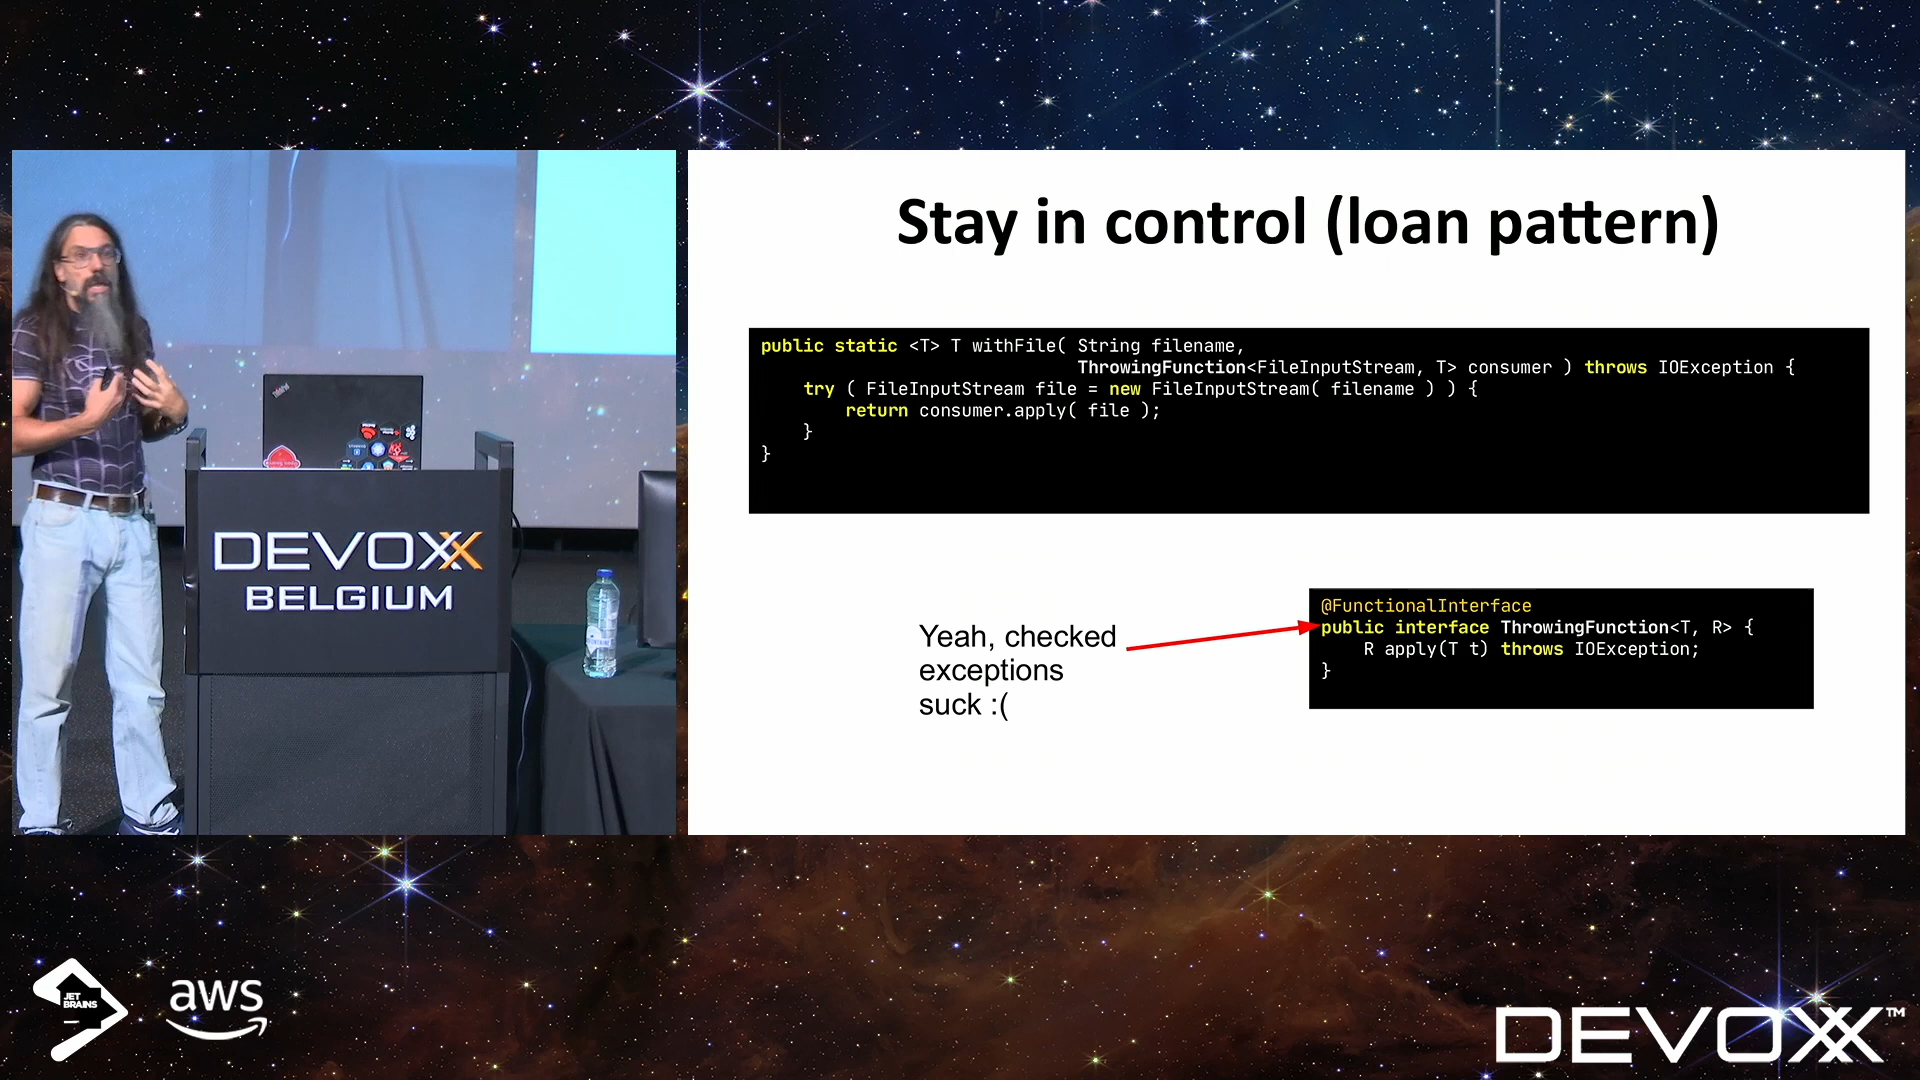 Stay in control (loan pattern)
public static <T> T withFile( String filename,
ThrowingFunction<FileInputStream, T> consumer ) throws IOException {
try ( FileInputStream file = new FileInputStream( filename ) ) {
return consumer.apply( file );
}
}
Yeah, checked
exceptions
suck :(
@FunctionalInterface
public interface ThrowingFunction<T, R> {
R apply(T t) throws IOException;
}
ThinkPad
DEVOXX
BELGIUM
JET
BRAINS
aws
DEVOXX™